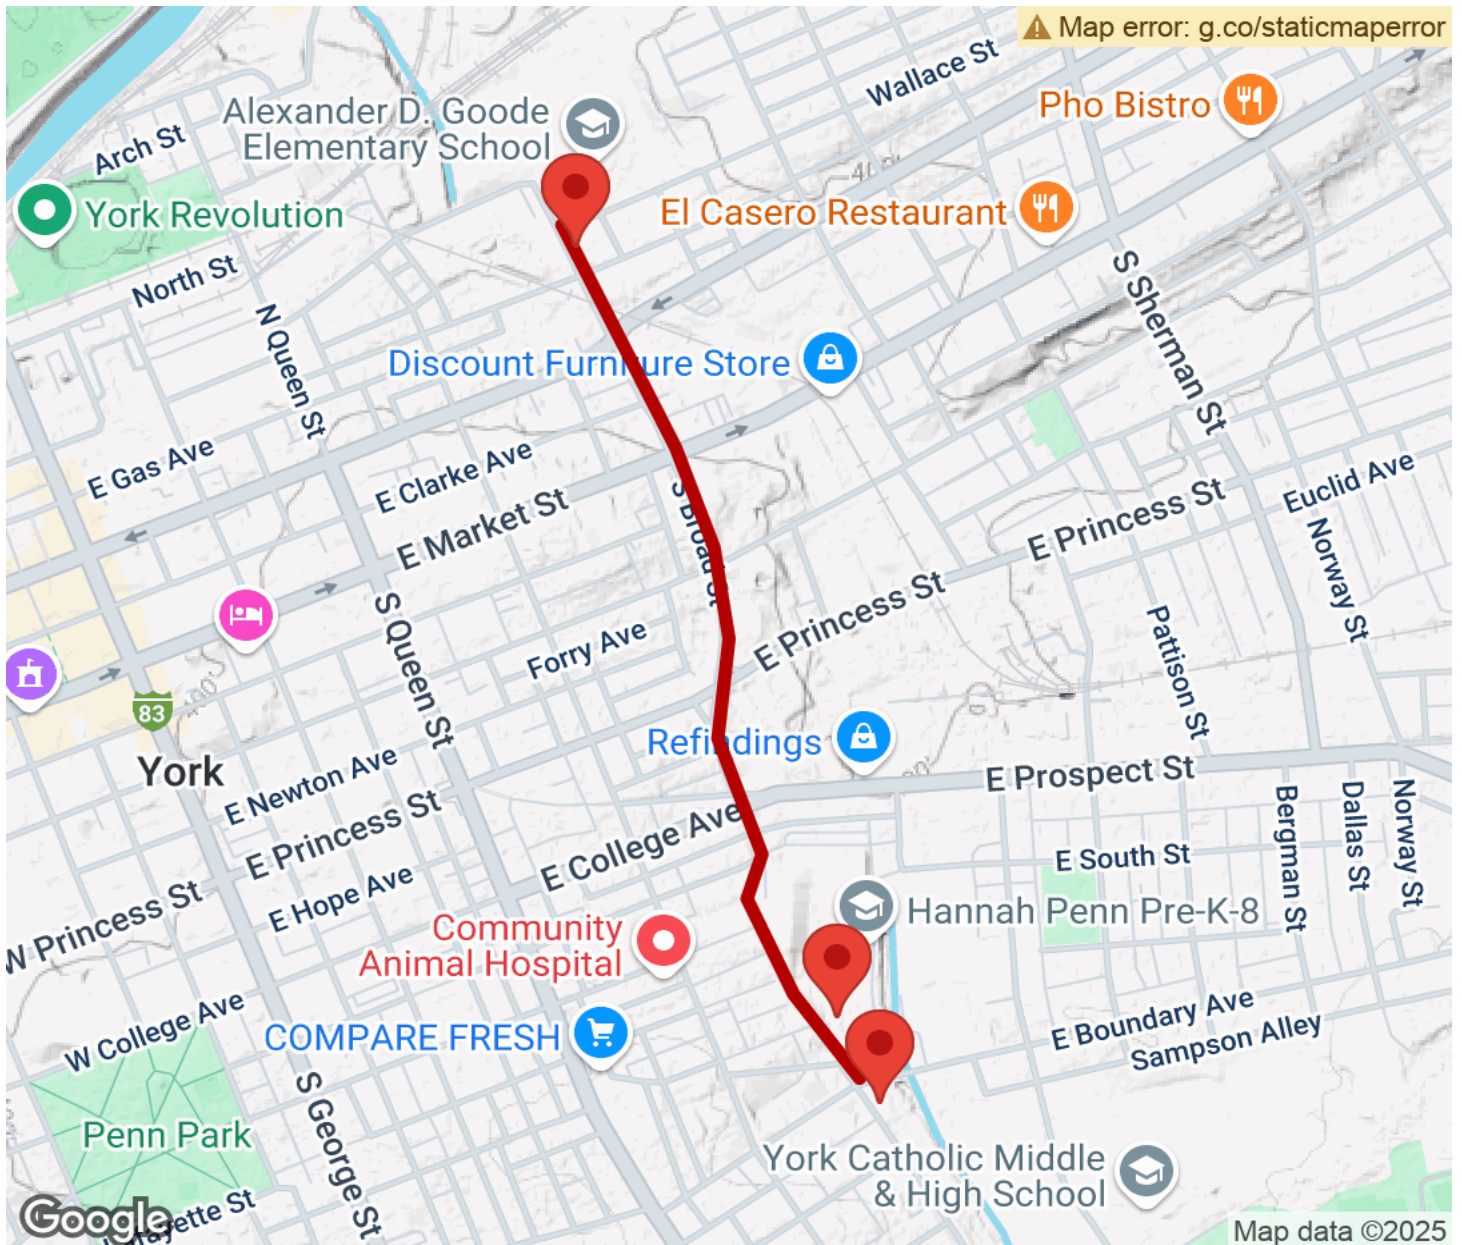 Map error: g.co/staticmaperror
Wallace St
Alexander D. Goode
Elementary School
Pho Bistro
Arch St
York Revolution
El Casero Restaurant
North St
S Sherman St
N Queen St
Discount Furniture Store
E Gas Ave
E Clarke Ave
E Market St
S Broad St
E Princess St
Euclid Ave
Norway St
E Princess St
S Queen St
Forry Ave
Pattison St
83
York
Refindings
E Prospect St
E Newton Ave
E Princess St
E College Ave
Bergman St
Dallas St
Norway St
E South St
E Hope Ave
W Princess St
Hannah Penn Pre-K-8
Community
Animal Hospital
W College Ave
COMPARE FRESH
E Boundary Ave
Sampson Alley
S George St
Penn Park
York Catholic Middle
& High School
Google
Map data ©2025